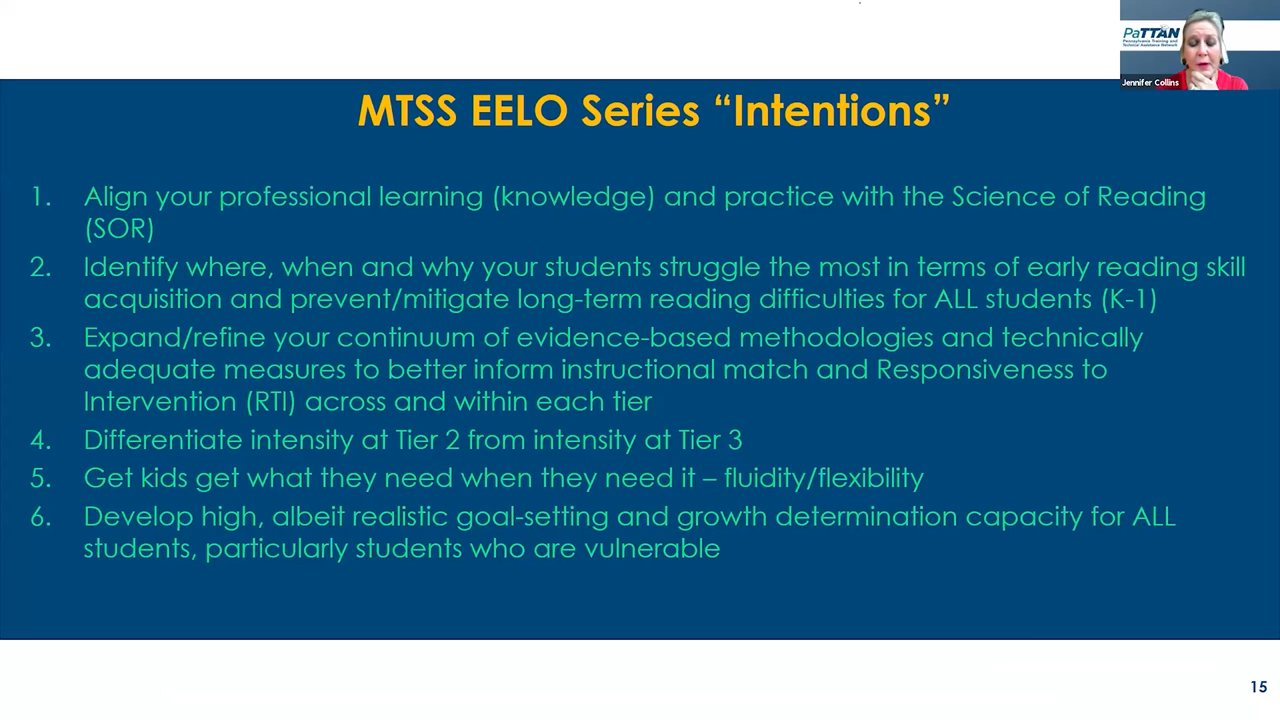 PaTTAN
Pennsylvania Training and
Technical Assistance Network
Jennifer Collins
MTSS EELO Series “Intentions”
1. Align your professional learning (knowledge) and practice with the Science of Reading
(SOR)
2. Identify where, when and why your students struggle the most in terms of early reading skill
acquisition and prevent/mitigate long-term reading difficulties for ALL students (K-1)
3. Expand/refine your continuum of evidence-based methodologies and technically
adequate measures to better inform instructional match and Responsiveness to
Intervention (RTI) across and within each tier
4. Differentiate intensity at Tier 2 from intensity at Tier 3
5. Get kids get what they need when they need it – fluidity/flexibility
6. Develop high, albeit realistic goal-setting and growth determination capacity for ALL
students, particularly students who are vulnerable
15